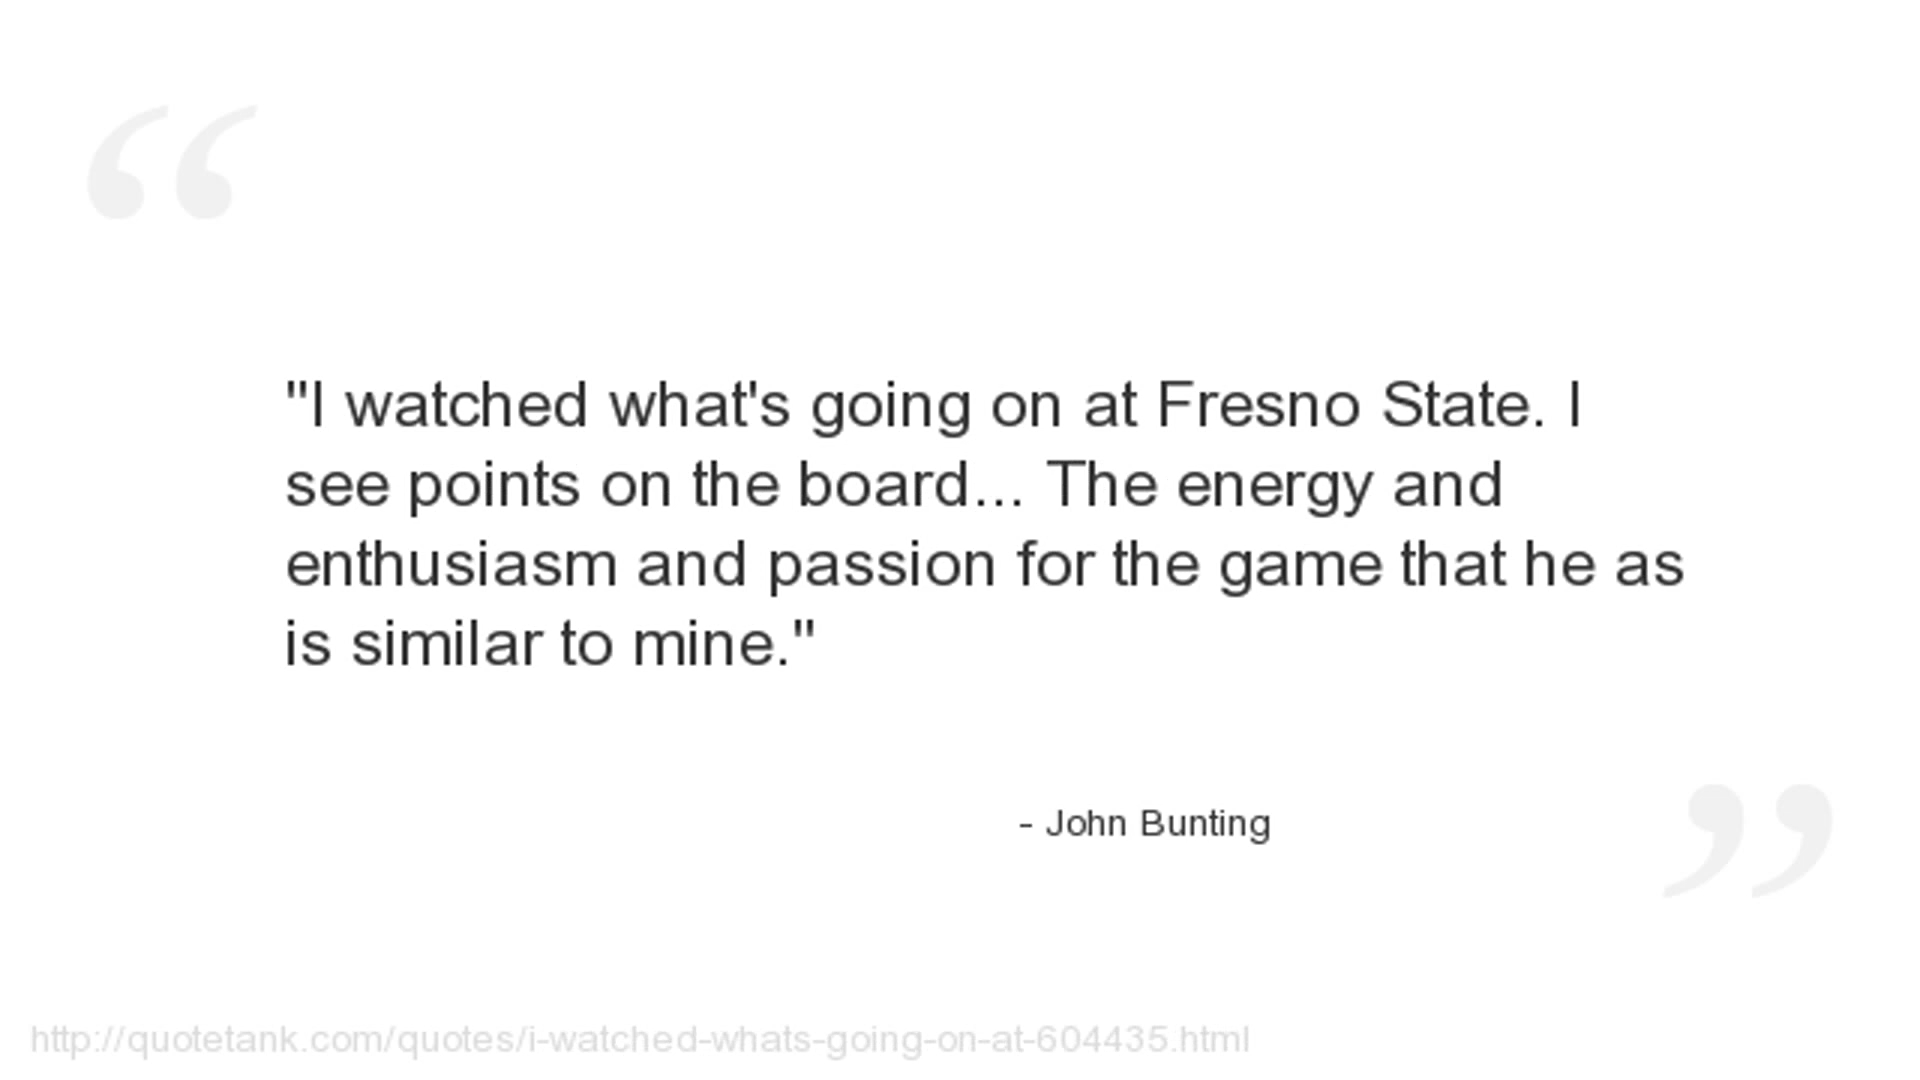 "I watched what's going on at Fresno State. I
see points on the board... The energy and
enthusiasm and passion for the game that he as
is similar to mine."
- John Bunting
http://quotetank.com/quotes/i-watched-whats-going-on-at-604435.html